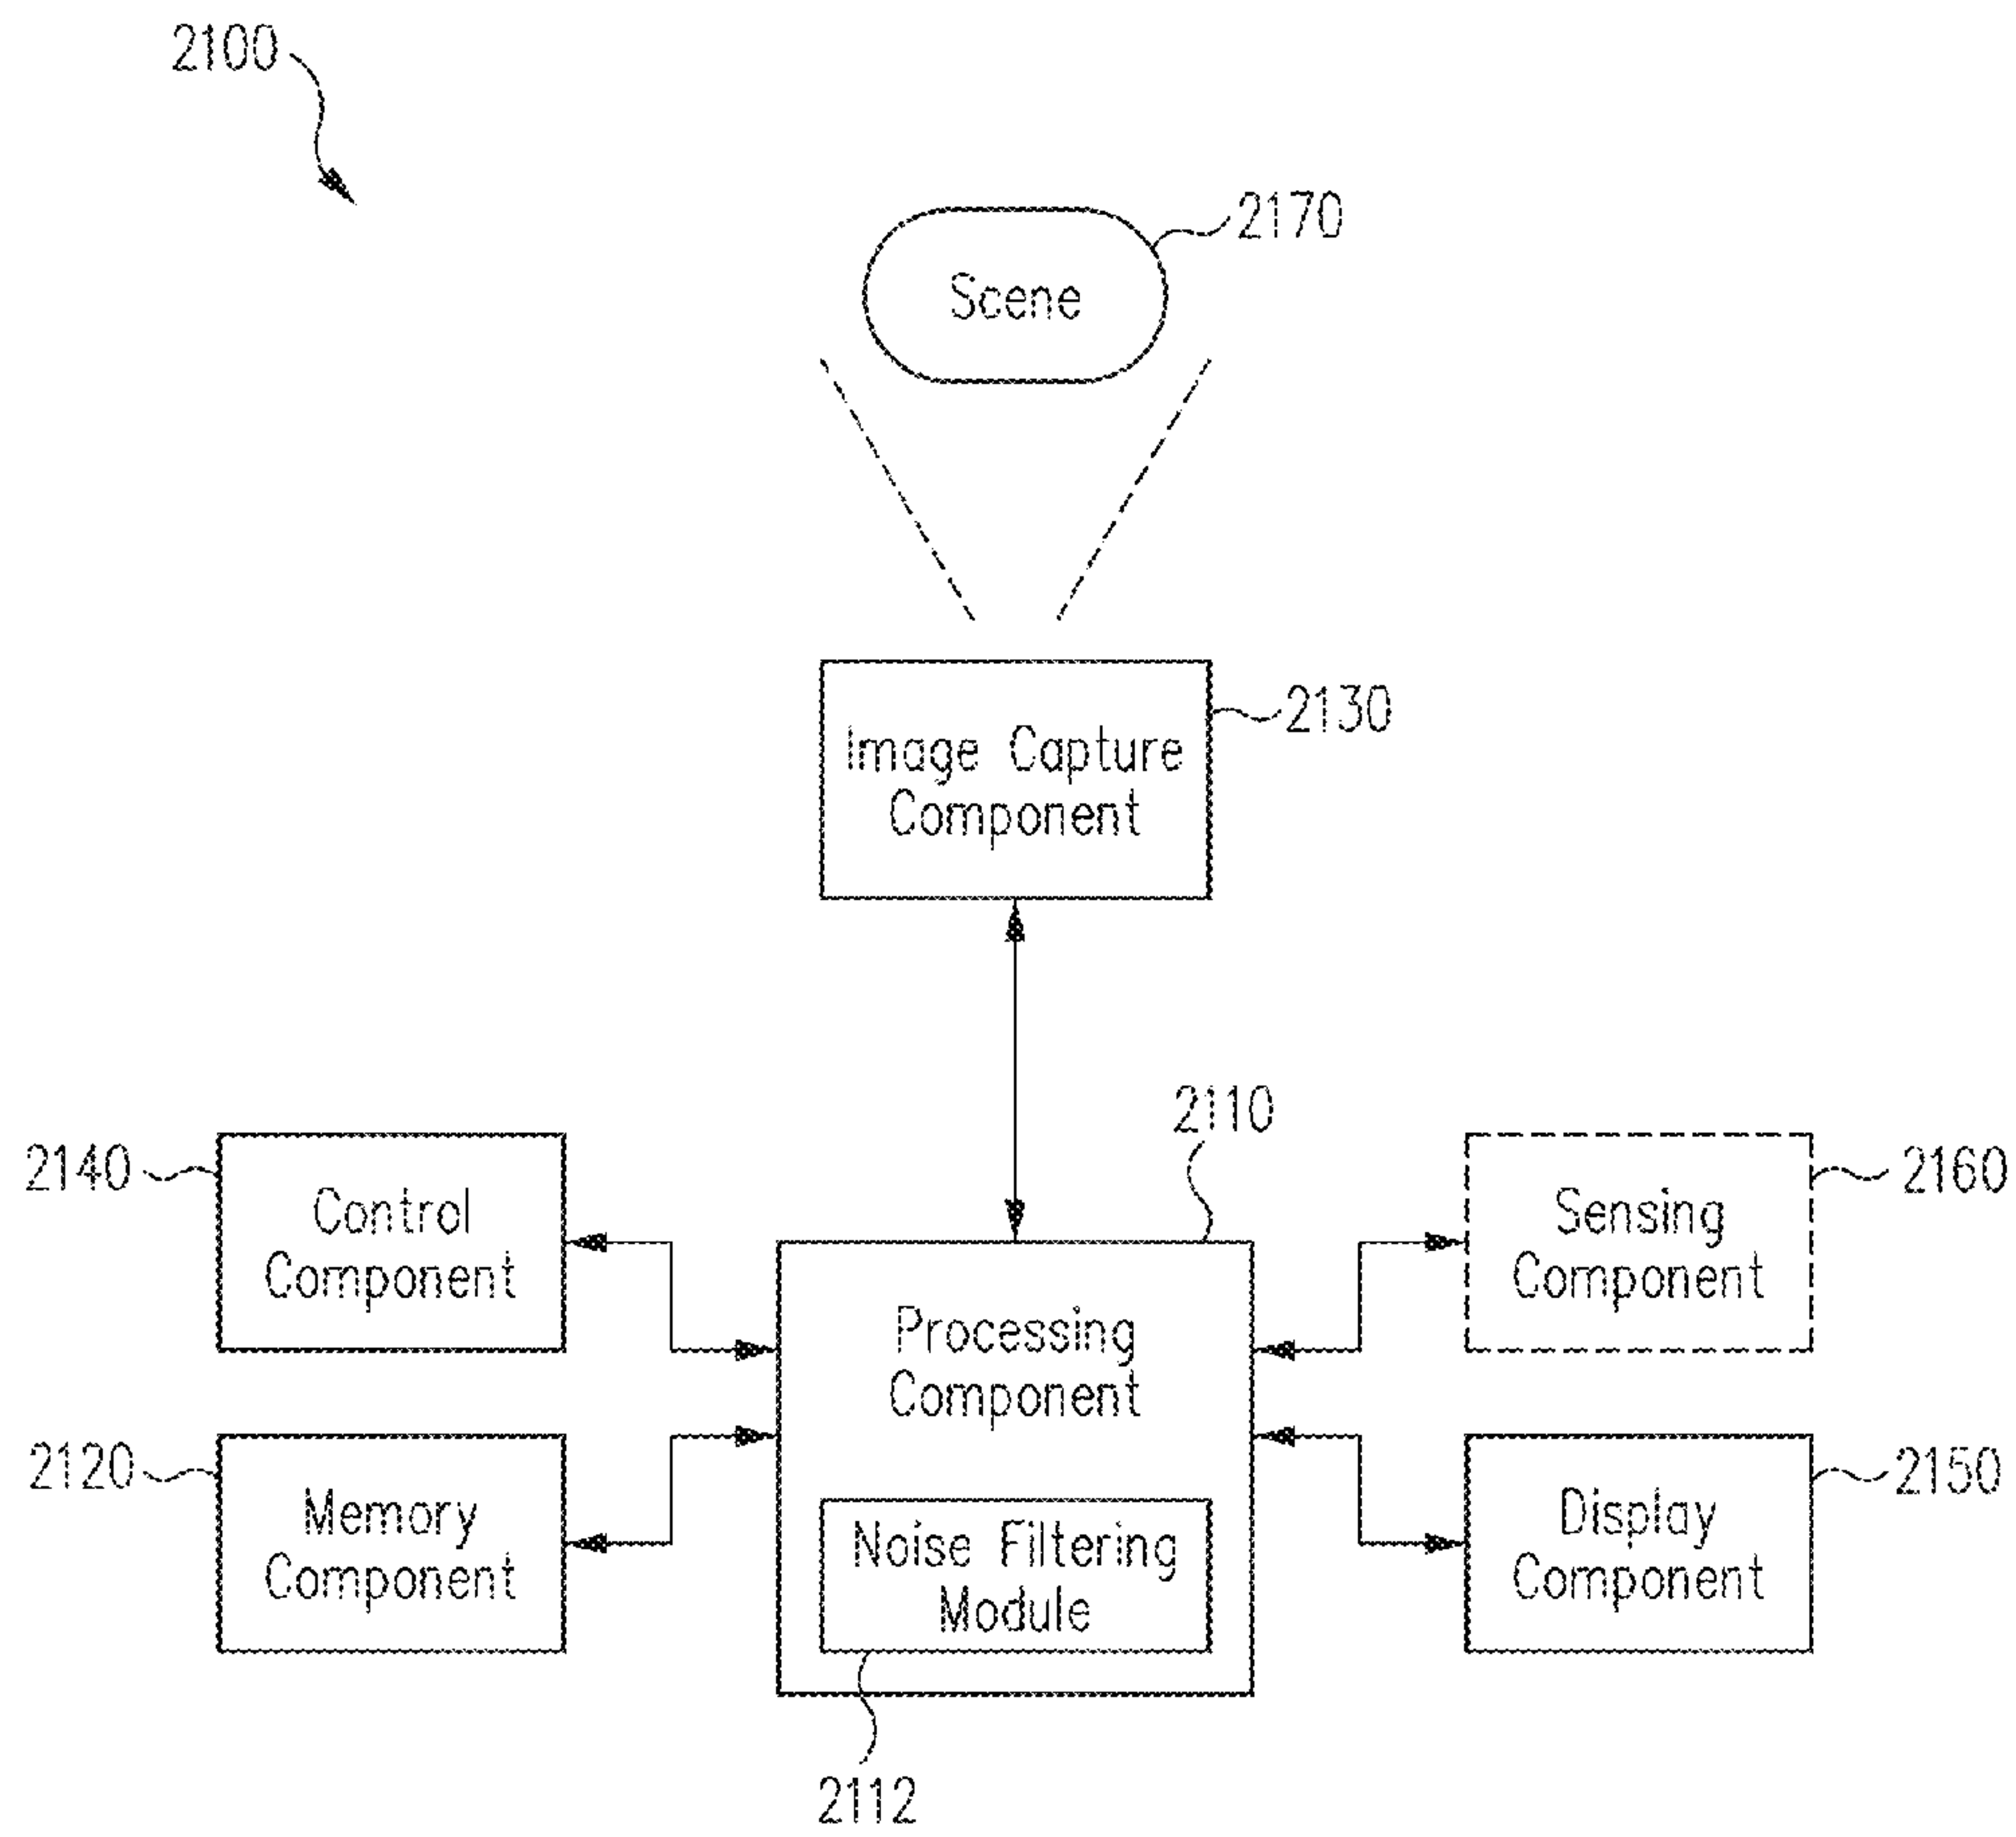 2100
2170
Scene
2130
Image Capture
Component
2110
2140
Control
Component
2160
Sensing
Component
Processing
Component
2120
Memory
Component
2150
Display
Component
Noise Filtering
Module
2112